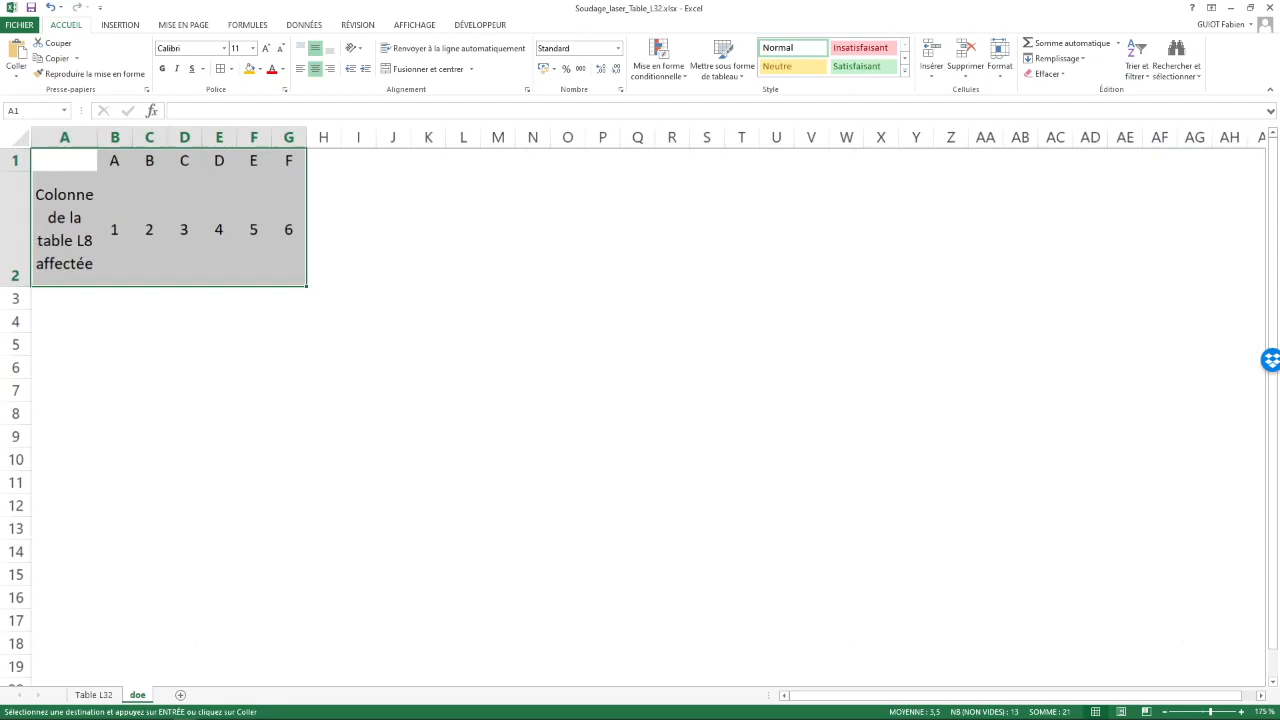 Soudage_laser_Table_L32.xlsx - Excel
FICHIER ACCUEIL INSERTION MISE EN PAGE FORMULES DONNÉES RÉVISION AFFICHAGE DÉVELOPPEUR GUIOT Fabien
Coller
Couper
Copier
Reproduire la mise en forme
Presse-papiers
Calibri 11
G I S
Police
Renvoyer à la ligne automatiquement
Fusionner et centrer
Alignement
Standard
% 000
Nombre
Mise en forme conditionnelle
Mettre sous forme de tableau
Normal Insatisfaisant
Neutre Satisfaisant
Style
Insérer Supprimer Format
Cellules
Somme automatique
Remplissage
Effacer
Trier et filtrer
Rechercher et sélectionner
Édition
A1 fx
A B C D E F G H I J K L M N O P Q R S T U V W X Y Z AA AB AC AD AE AF AG AH
1 A B C D E F
Colonne
de la
table L8
affectée
1 2 3 4 5 6
2
3
4
5
6
7
8
9
10
11
12
13
14
15
16
17
18
19
Table L32 doe
Sélectionnez une destination et appuyez sur ENTRÉE ou cliquez sur Coller MOYENNE : 3,5 NB (NON VIDES) : 13 SOMME : 21 175 %